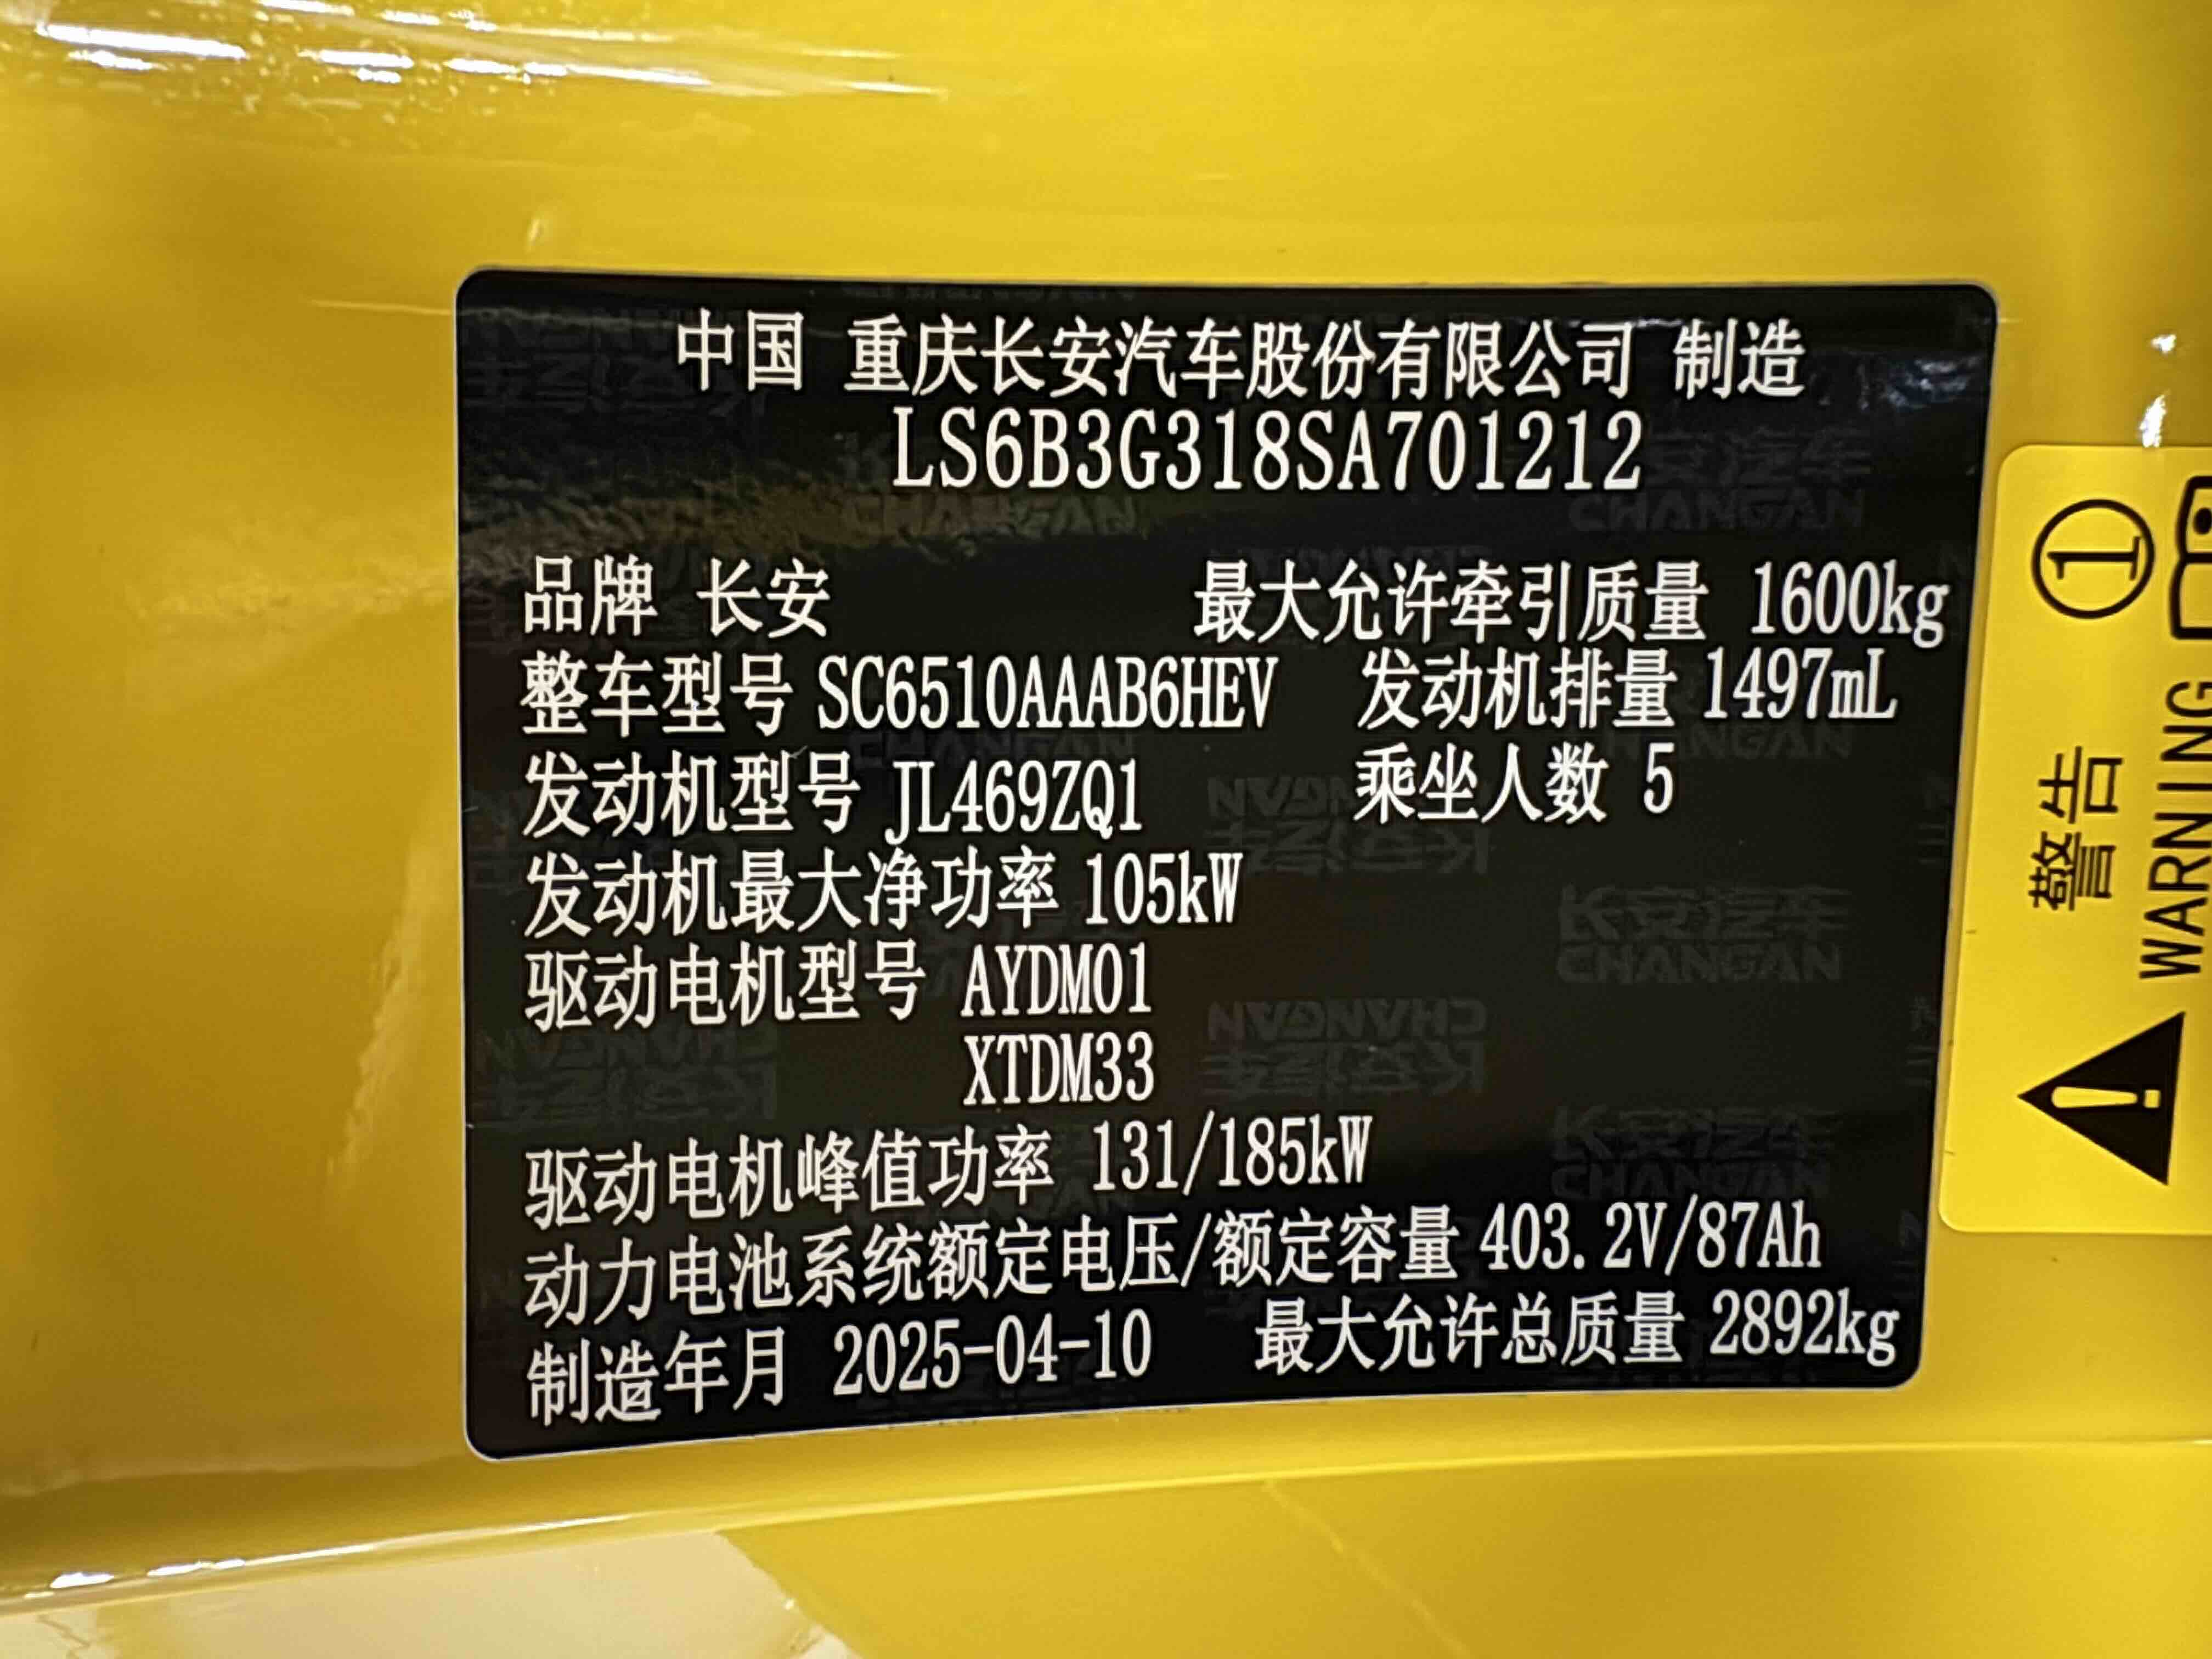 中国 重庆长安汽车股份有限公司 制造
LS6B3G318SA701212
品牌 长安 最大允许牵引质量 1600kg
整车型号 SC6510AAAB6HEV 发动机排量 1497mL
发动机型号 JL469ZQ1 乘坐人数 5
发动机最大净功率 105kW
驱动电机型号 AYDM01
XTDM33
驱动电机峰值功率 131/185kW
动力电池系统额定电压/额定容量 403.2V/87Ah
制造年月 2025-04-10 最大允许总质量 2892kg
①
警告
WARNING
长安汽车
CHANGAN